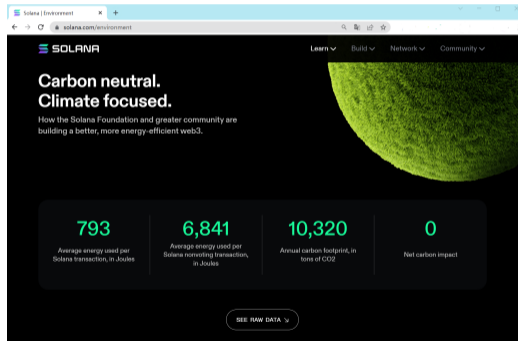 Solana | Environment
solana.com/environment
SOLANA
Learn
Build
Network
Community
Carbon neutral.
Climate focused.
How the Solana Foundation and greater community are
building a better, more energy-efficient web3.
793
Average energy used per
Solana transaction, in Joules
6,841
Average energy used per
Solana nonvoting transaction,
in Joules
10,320
Annual carbon footprint, in
tons of CO2
0
Net carbon impact
SEE RAW DATA